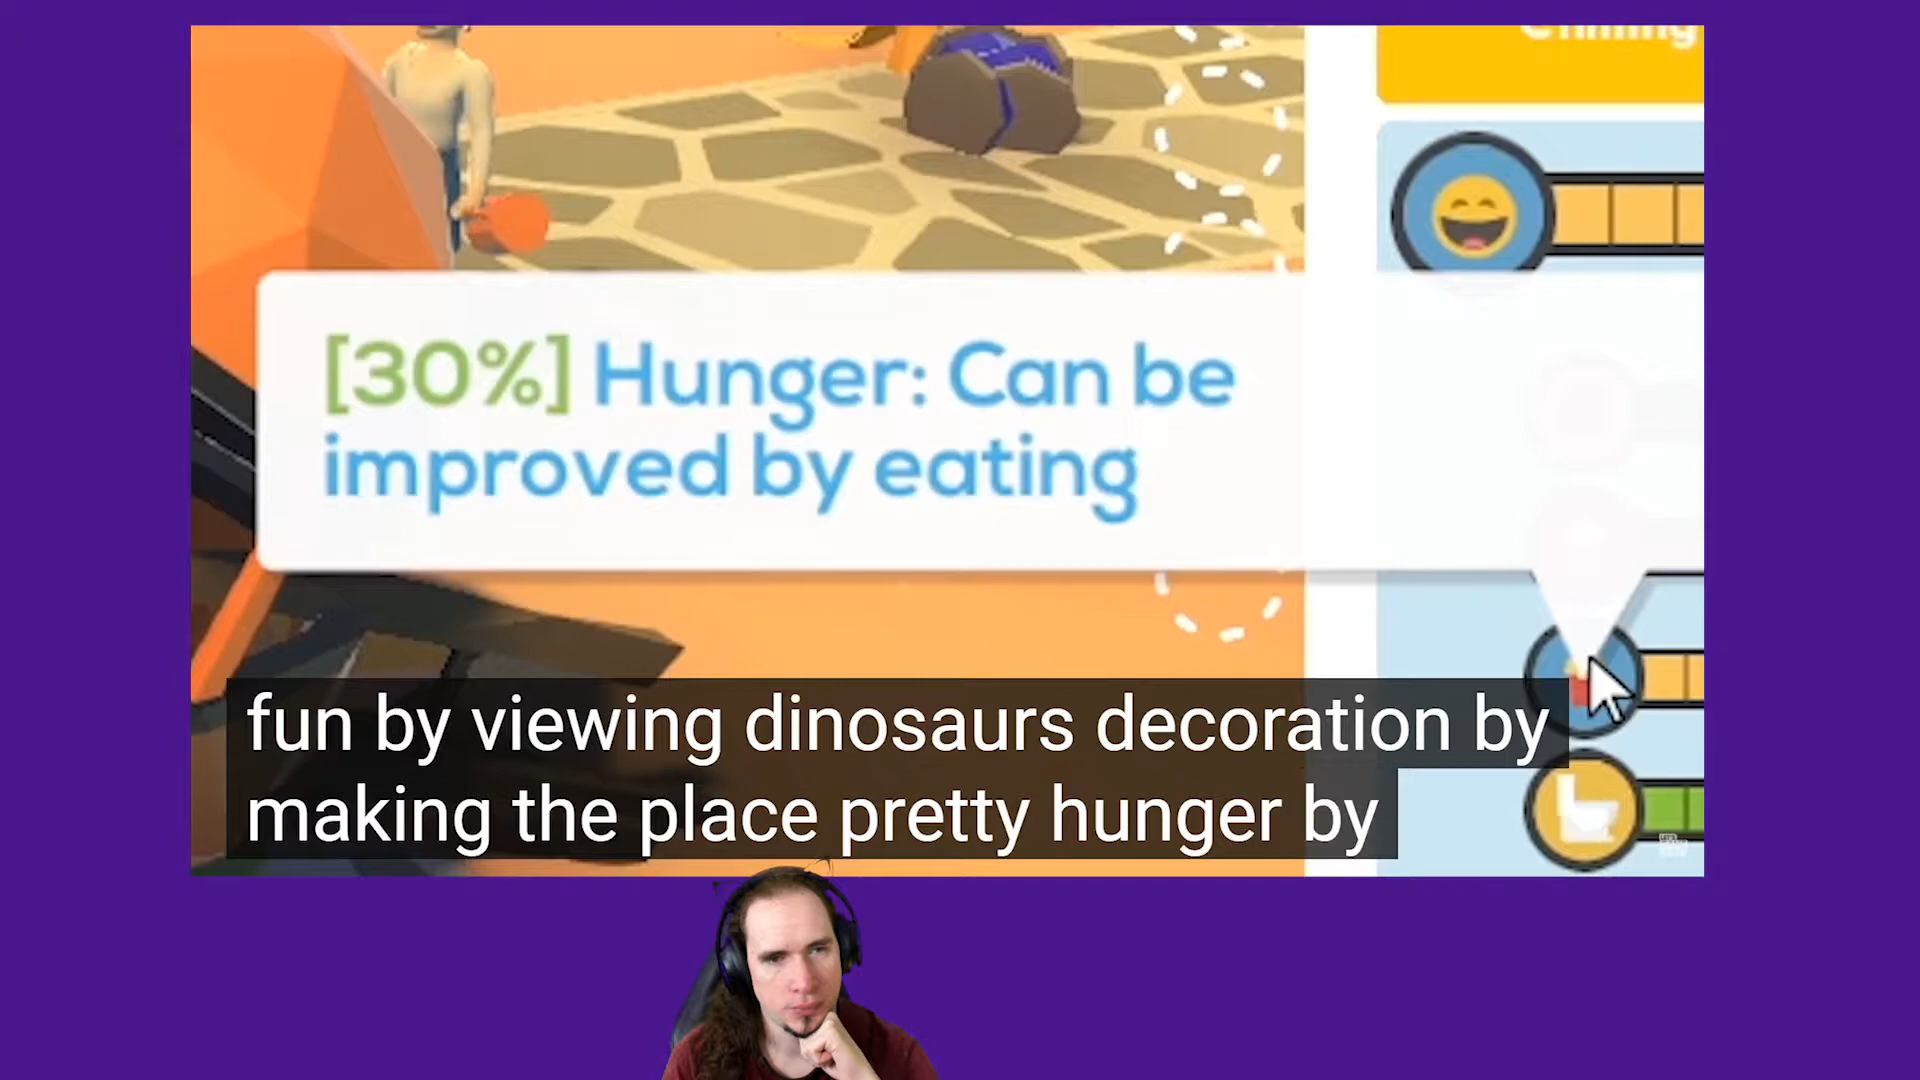 [30%] Hunger: Can be
improved by eating
fun by viewing dinosaurs decoration by
making the place pretty hunger by